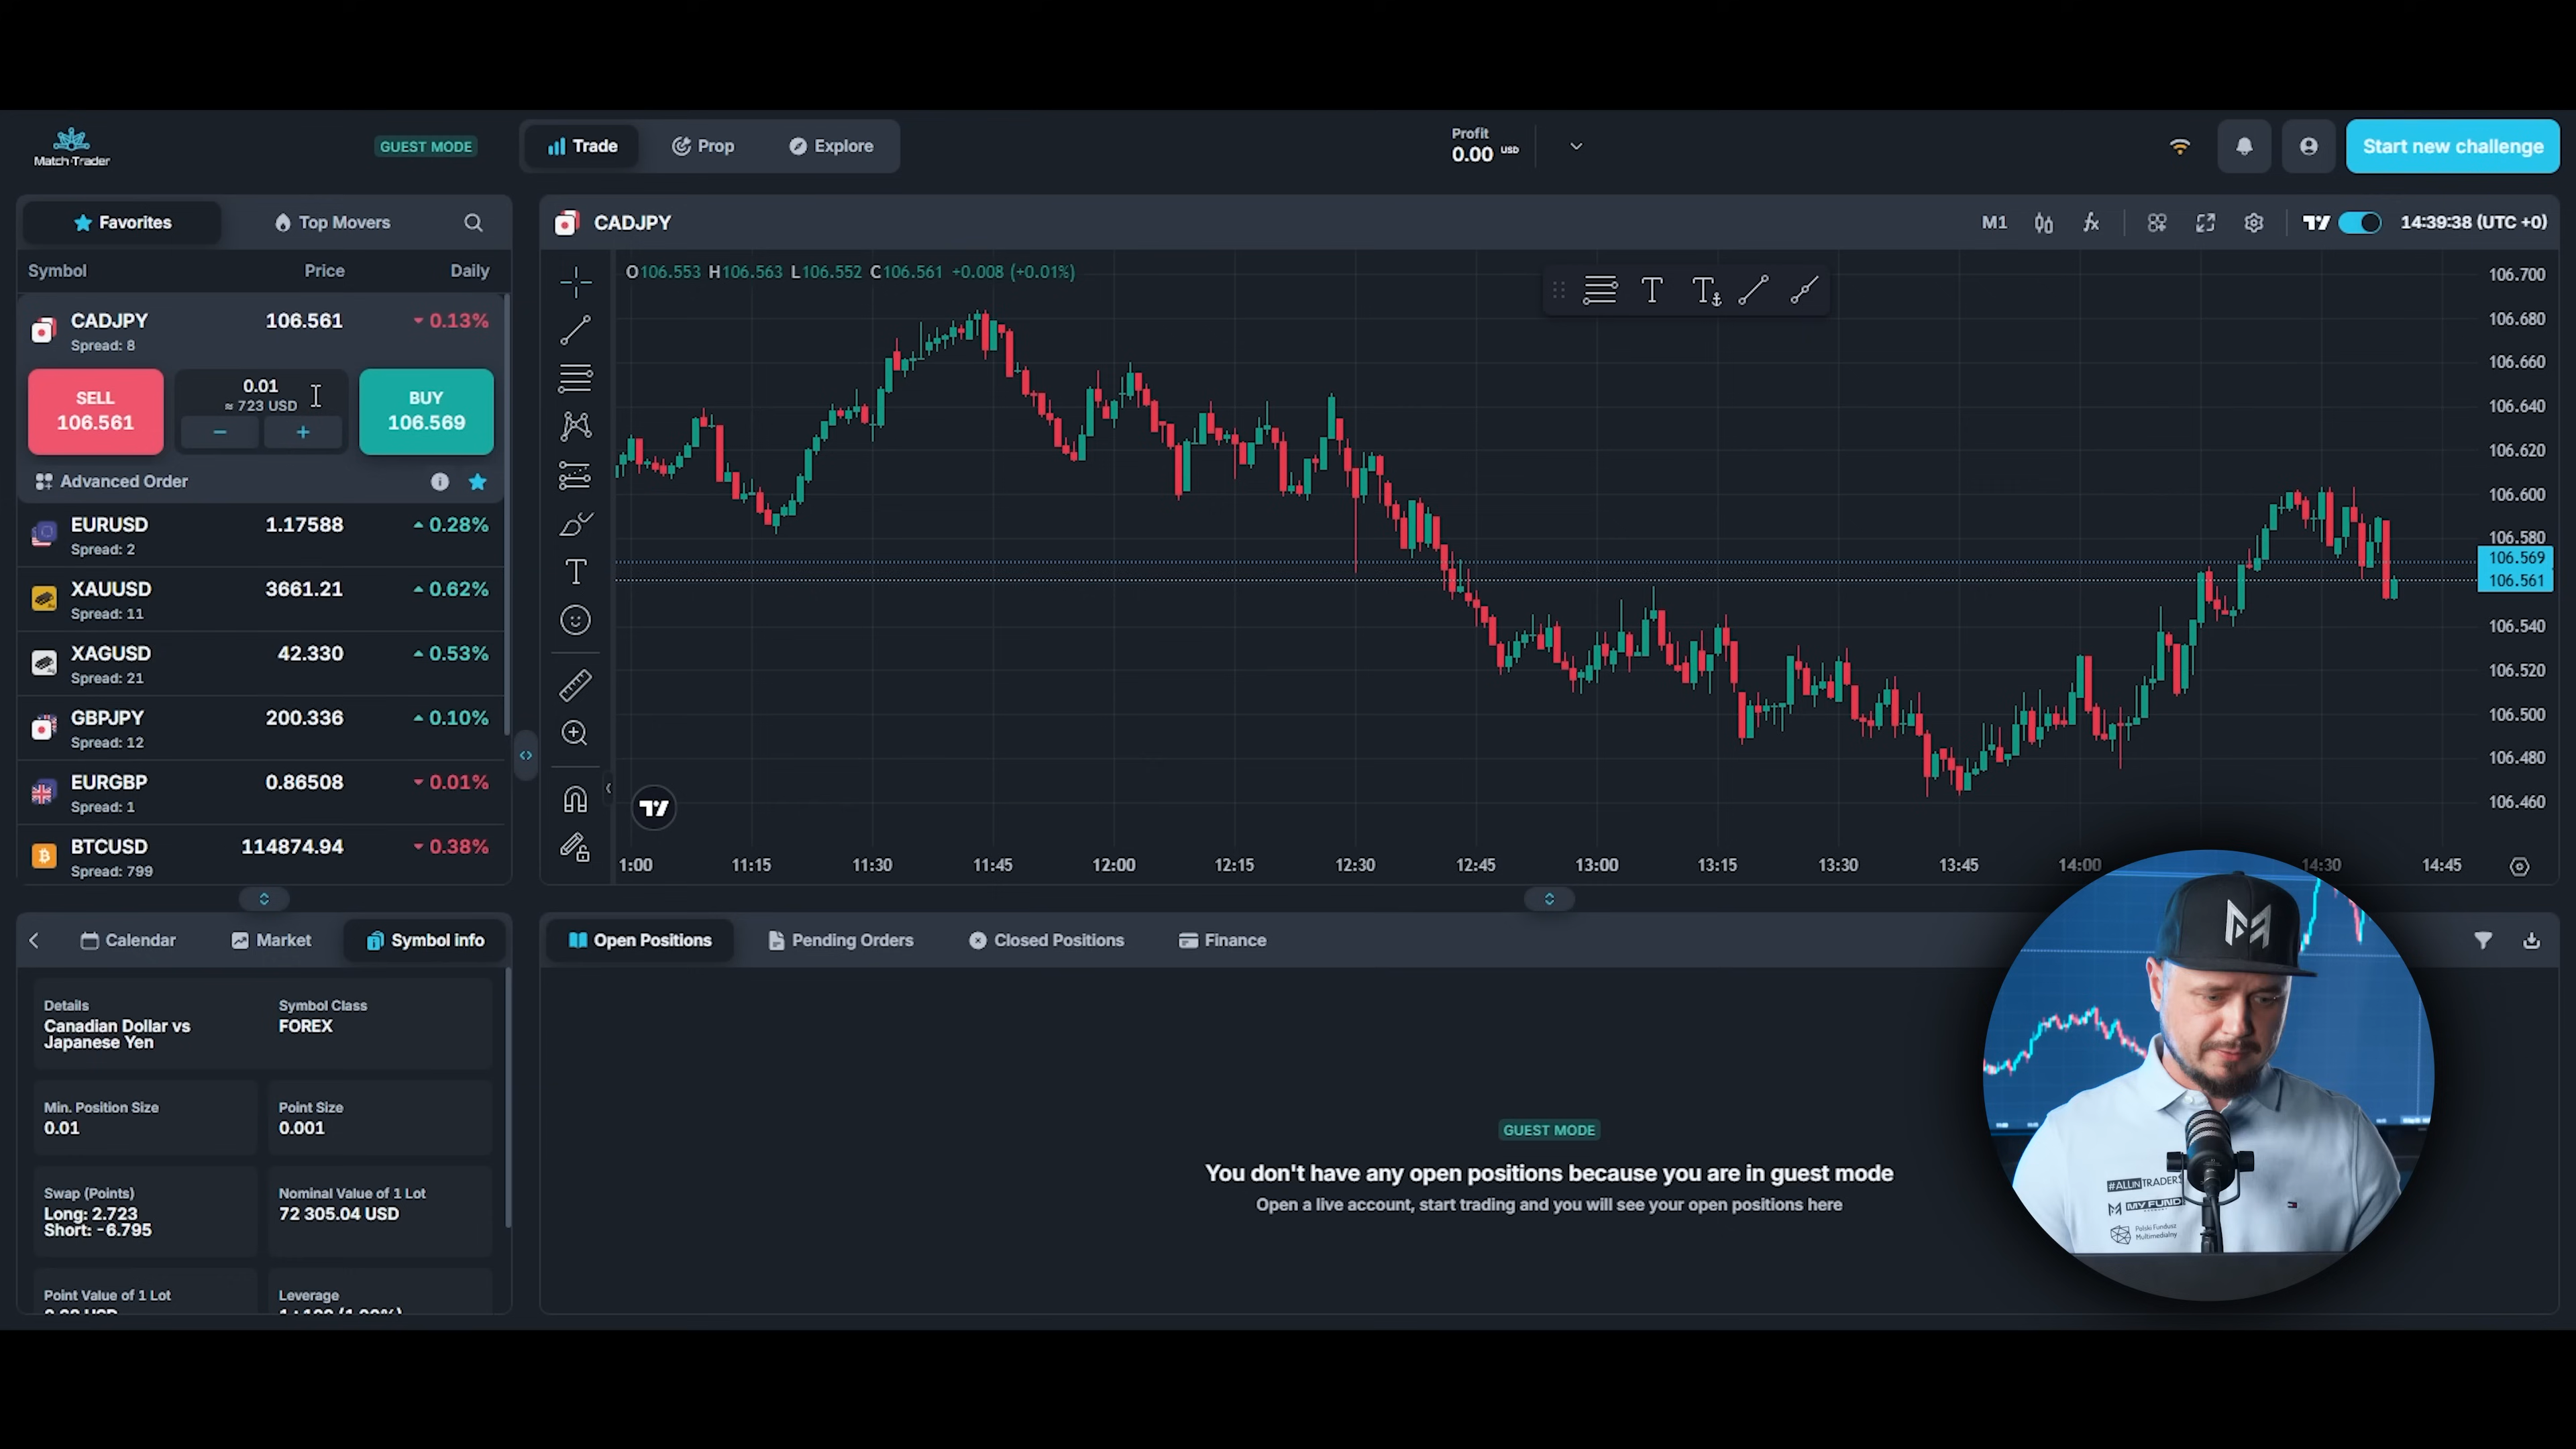 Match-Trader
GUEST MODE
Trade
Prop
Explore
Profit
0.00 USD
Start new challenge
Favorites
Top Movers
Symbol Price Daily
CADJPY 106.561 0.13%
Spread: 8
SELL
106.561
0.01
≈ 723 USD
− +
BUY
106.569
Advanced Order
EURUSD 1.17588 0.28%
Spread: 2
XAUUSD 3661.21 0.62%
Spread: 11
XAGUSD 42.330 0.53%
Spread: 21
GBPJPY 200.336 0.10%
Spread: 12
EURGBP 0.86508 0.01%
Spread: 1
BTCUSD 114874.94 0.38%
Spread: 799
CADJPY
M1
14:39:38 (UTC +0)
O106.553 H106.563 L106.552 C106.561 +0.008 (+0.01%)
106.700
106.680
106.660
106.640
106.620
106.600
106.580
106.569
106.561
106.540
106.520
106.500
106.480
106.460
1:00 11:15 11:30 11:45 12:00 12:15 12:30 12:45 13:00 13:15 13:30 13:45 14:00 14:30 14:45
Calendar
Market
Symbol info
Details
Canadian Dollar vs
Japanese Yen
Symbol Class
FOREX
Min. Position Size
0.01
Point Size
0.001
Swap (Points)
Long: 2.723
Short: -6.795
Nominal Value of 1 Lot
72 305.04 USD
Point Value of 1 Lot
Leverage
Open Positions
Pending Orders
Closed Positions
Finance
GUEST MODE
You don't have any open positions because you are in guest mode
Open a live account, start trading and you will see your open positions here
#ALLINTRADERS
MYFUND
Polski Fundusz
Multimedialny